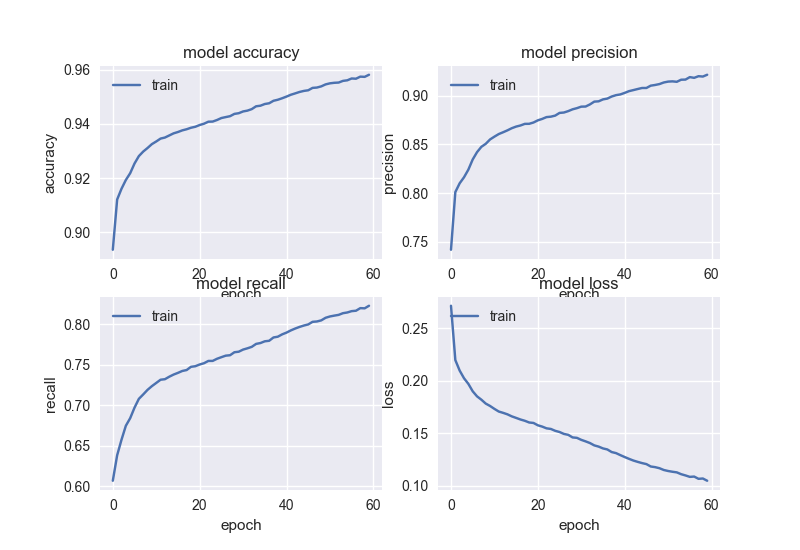 model accuracy
train
0.96
0.94
0.92
0.90
accuracy
0
20
40
60
epoch
model precision
train
0.90
0.85
0.80
0.75
precision
0
20
40
60
epoch
model recall
train
0.80
0.75
0.70
0.65
0.60
recall
0
20
40
60
epoch
model loss
train
0.25
0.20
0.15
0.10
loss
0
20
40
60
epoch